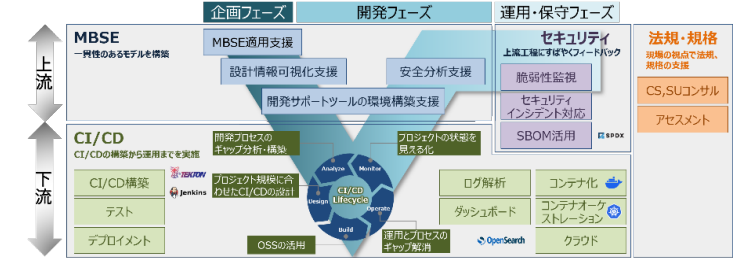 企画フェーズ
開発フェーズ
運用・保守フェーズ
上流
下流
MBSE
一貫性のあるモデルを構築
MBSE適用支援
設計情報可視化支援
安全分析支援
開発サポートツールの環境構築支援
セキュリティ
上流工程にすばやくフィードバック
脆弱性監視
セキュリティ
インシデント対応
SBOM活用
SPDX
法規・規格
現場の視点で法規、
規格の支援
CS,SUコンサル
アセスメント
CI/CD
CI/CDの構築から運用までを実施
CI/CD構築
テスト
デプロイメント
TEKTON
Jenkins
開発プロセスの
ギャップ分析・構築
プロジェクトの状態を
見える化
プロジェクト規模に合
わせたCI/CDの設計
OSSの活用
運用とプロセスの
ギャップ解消
Analyze
Monitor
Design
CI/CD
Lifecycle
Operate
Build
ログ解析
ダッシュボード
OpenSearch
コンテナ化
コンテナオーケ
ストレーション
クラウド